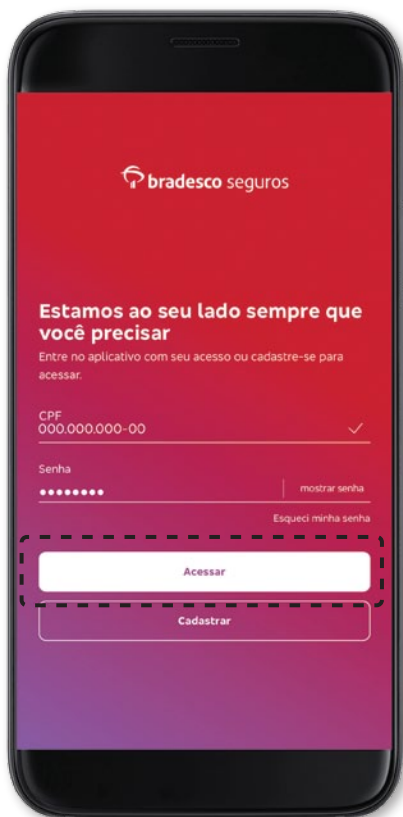 bradesco seguros
Estamos ao seu lado sempre que
você precisar
Entre no aplicativo com seu acesso ou cadastre-se para
acessar.
CPF
000.000.000-00
Senha
•••••••• mostrar senha
Esqueci minha senha
Acessar
Cadastrar